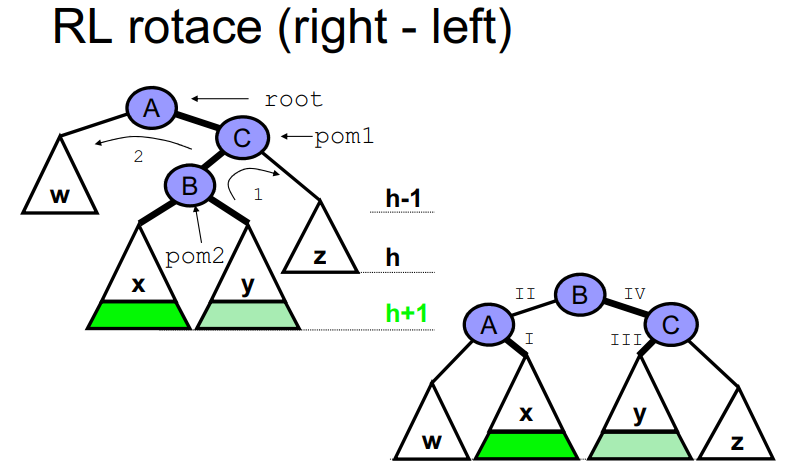 RL rotace (right - left)
A
root
C
pom1
2
w
B
1
h-1
pom2
z
h
x
y
h+1
II
B
IV
A
C
I
III
x
y
w
z